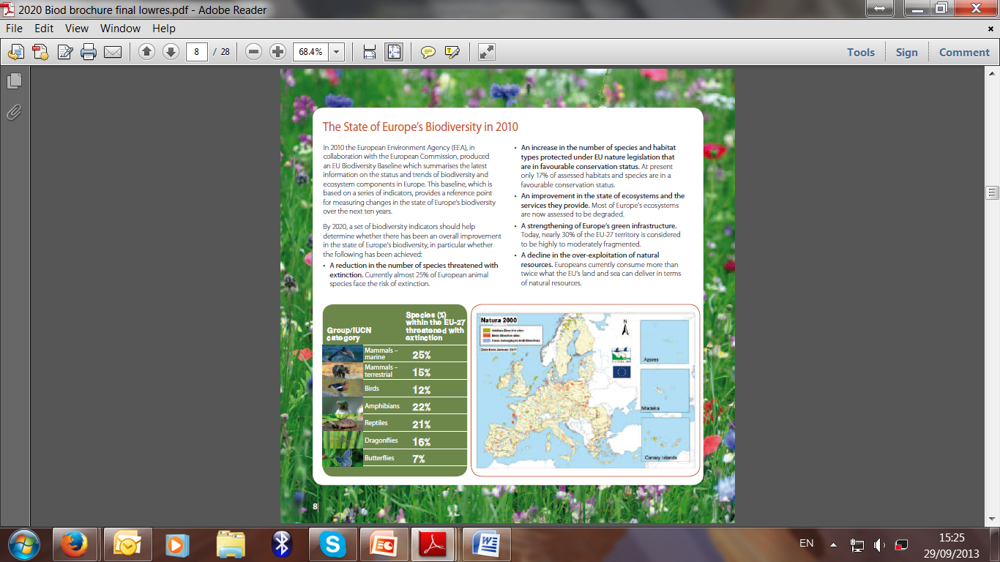 2020 Biod brochure final lowres.pdf - Adobe Reader
File Edit View Window Help
8 / 28
68.4%
Tools Sign Comment
The State of Europe's Biodiversity in 2010
In 2010 the European Environment Agency (EEA), in
collaboration with the European Commission, produced
an EU Biodiversity Baseline which summarises the latest
information on the status and trends of biodiversity and
ecosystem components in Europe. This baseline, which is
based on a series of indicators, provides a reference point
for measuring changes in the state of Europe's biodiversity
over the next ten years.
By 2020, a set of biodiversity indicators should help
determine whether there has been an overall improvement
in the state of Europe's biodiversity, in particular whether
the following has been achieved:
• A reduction in the number of species threatened with
extinction. Currently almost 25% of European animal
species face the risk of extinction.
• An increase in the number of species and habitat
types protected under EU nature legislation that
are in favourable conservation status. At present
only 17% of assessed habitats and species are in a
favourable conservation status.
• An improvement in the state of ecosystems and the
services they provide. Most of Europe's ecosystems
are now assessed to be degraded.
• A strengthening of Europe's green infrastructure.
Today, nearly 30% of the EU-27 territory is considered
to be highly to moderately fragmented.
• A decline in the over-exploitation of natural
resources. Europeans currently consume more than
twice what the EU's land and sea can deliver in terms
of natural resources.
Group/IUCN
category
Species (%)
within the EU-27
threatened with
extinction
Mammals –
marine
25%
Mammals –
terrestrial
15%
Birds 12%
Amphibians 22%
Reptiles 21%
Dragonflies 16%
Butterflies 7%
Natura 2000
Habitats Directive sites
Birds Directive sites
Data from January 2011
N
Azores
Madeira
Canary Islands
8
EN
15:25
29/09/2013